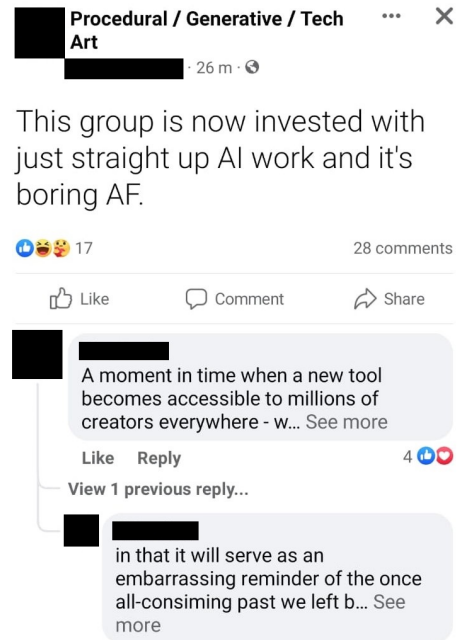 Procedural / Generative / Tech
Art
· 26 m ·
This group is now invested with
just straight up AI work and it's
boring AF.
17
28 comments
Like
Comment
Share
A moment in time when a new tool
becomes accessible to millions of
creators everywhere - w... See more
Like Reply
4
View 1 previous reply...
in that it will serve as an
embarrassing reminder of the once
all-consiming past we left b... See
more